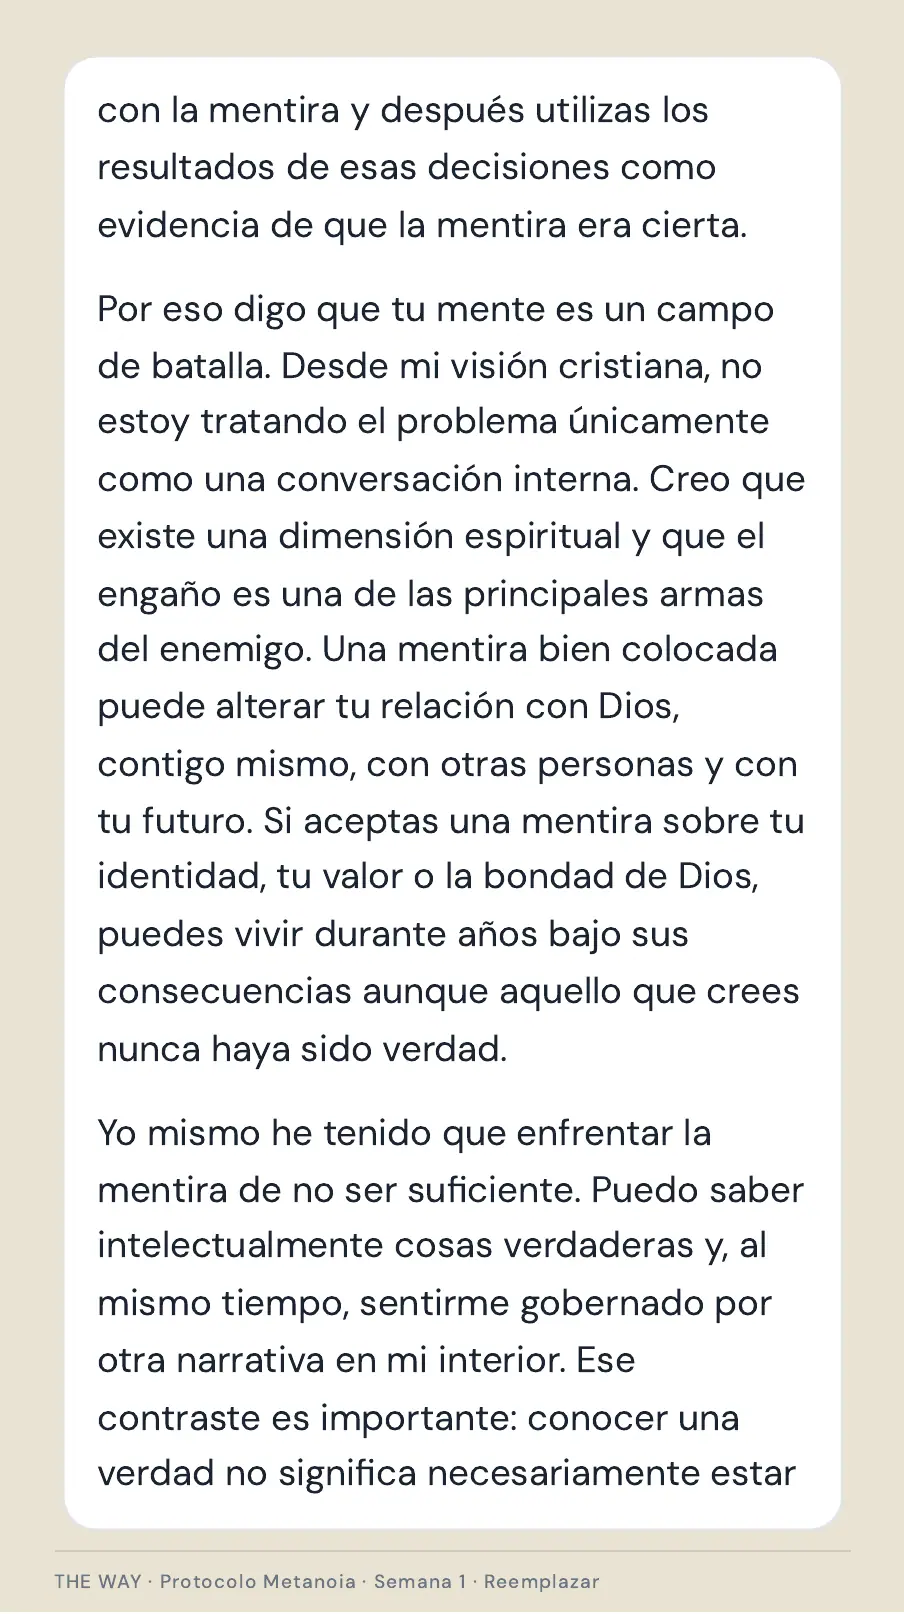 con la mentira y después utilizas los
resultados de esas decisiones como
evidencia de que la mentira era cierta.
Por eso digo que tu mente es un campo
de batalla. Desde mi visión cristiana, no
estoy tratando el problema únicamente
como una conversación interna. Creo que
existe una dimensión espiritual y que el
engaño es una de las principales armas
del enemigo. Una mentira bien colocada
puede alterar tu relación con Dios,
contigo mismo, con otras personas y con
tu futuro. Si aceptas una mentira sobre tu
identidad, tu valor o la bondad de Dios,
puedes vivir durante años bajo sus
consecuencias aunque aquello que crees
nunca haya sido verdad.
Yo mismo he tenido que enfrentar la
mentira de no ser suficiente. Puedo saber
intelectualmente cosas verdaderas y, al
mismo tiempo, sentirme gobernado por
otra narrativa en mi interior. Ese
contraste es importante: conocer una
verdad no significa necesariamente estar
THE WAY · Protocolo Metanoia · Semana 1 · Reemplazar